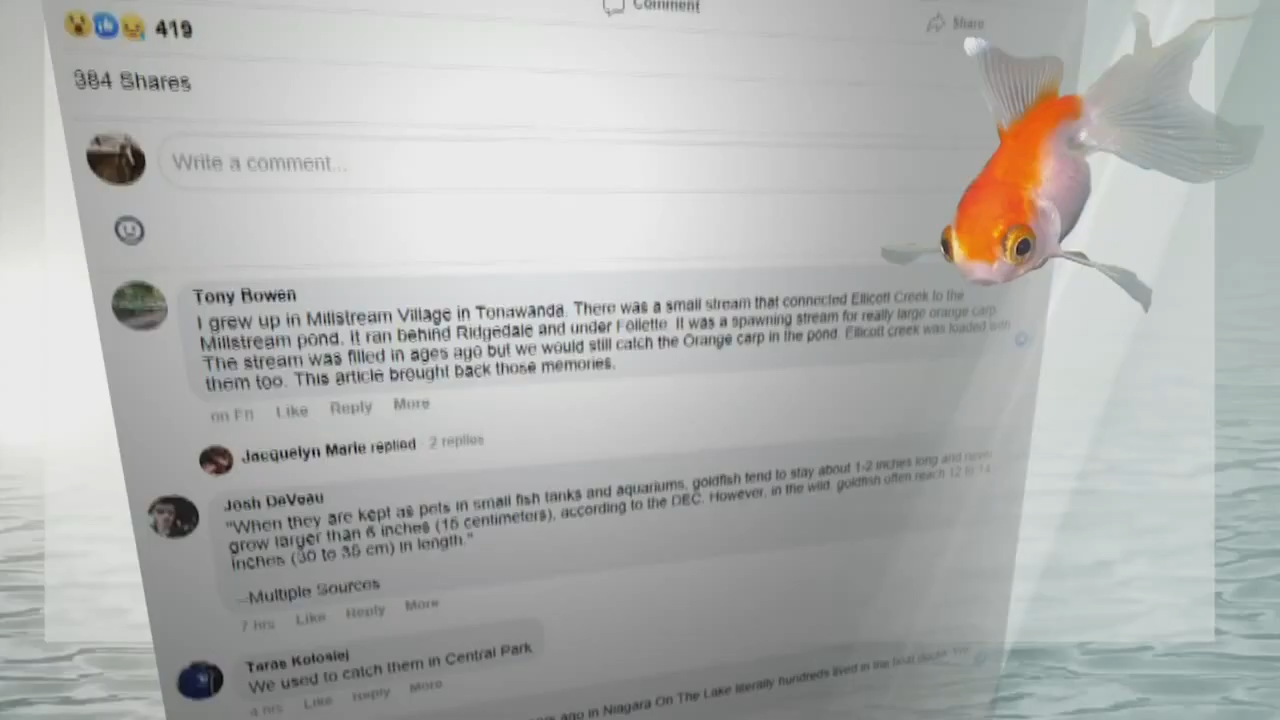 Comment
Share
419
384 Shares
Write a comment...
Tony Bowen
I grew up in Millstream Village in Tonawanda. There was a small stream that connected Ellicott Creek to the
Millstream pond. It ran behind Ridgedale and under Follette. It was a spawning stream for really large orange carp.
The stream was filled in ages ago but we would still catch the Orange carp in the pond. Ellicott creek was loaded with
them too. This article brought back those memories.
on Fri Like Reply More
Jacquelyn Marie replied 2 replies
Josh DeVeau
"When they are kept as pets in small fish tanks and aquariums, goldfish tend to stay about 1-2 inches long and never
grow larger than 6 inches (15 centimeters), according to the DEC. However, in the wild, goldfish often reach 12 to 14
inches (30 to 35 cm) in length."
--Multiple Sources
7 hrs Like Reply More
Taras Kolosiej
We used to catch them in Central Park
4 hrs Like Reply More
ago in Niagara On The Lake literally hundreds lived in the boat docks.